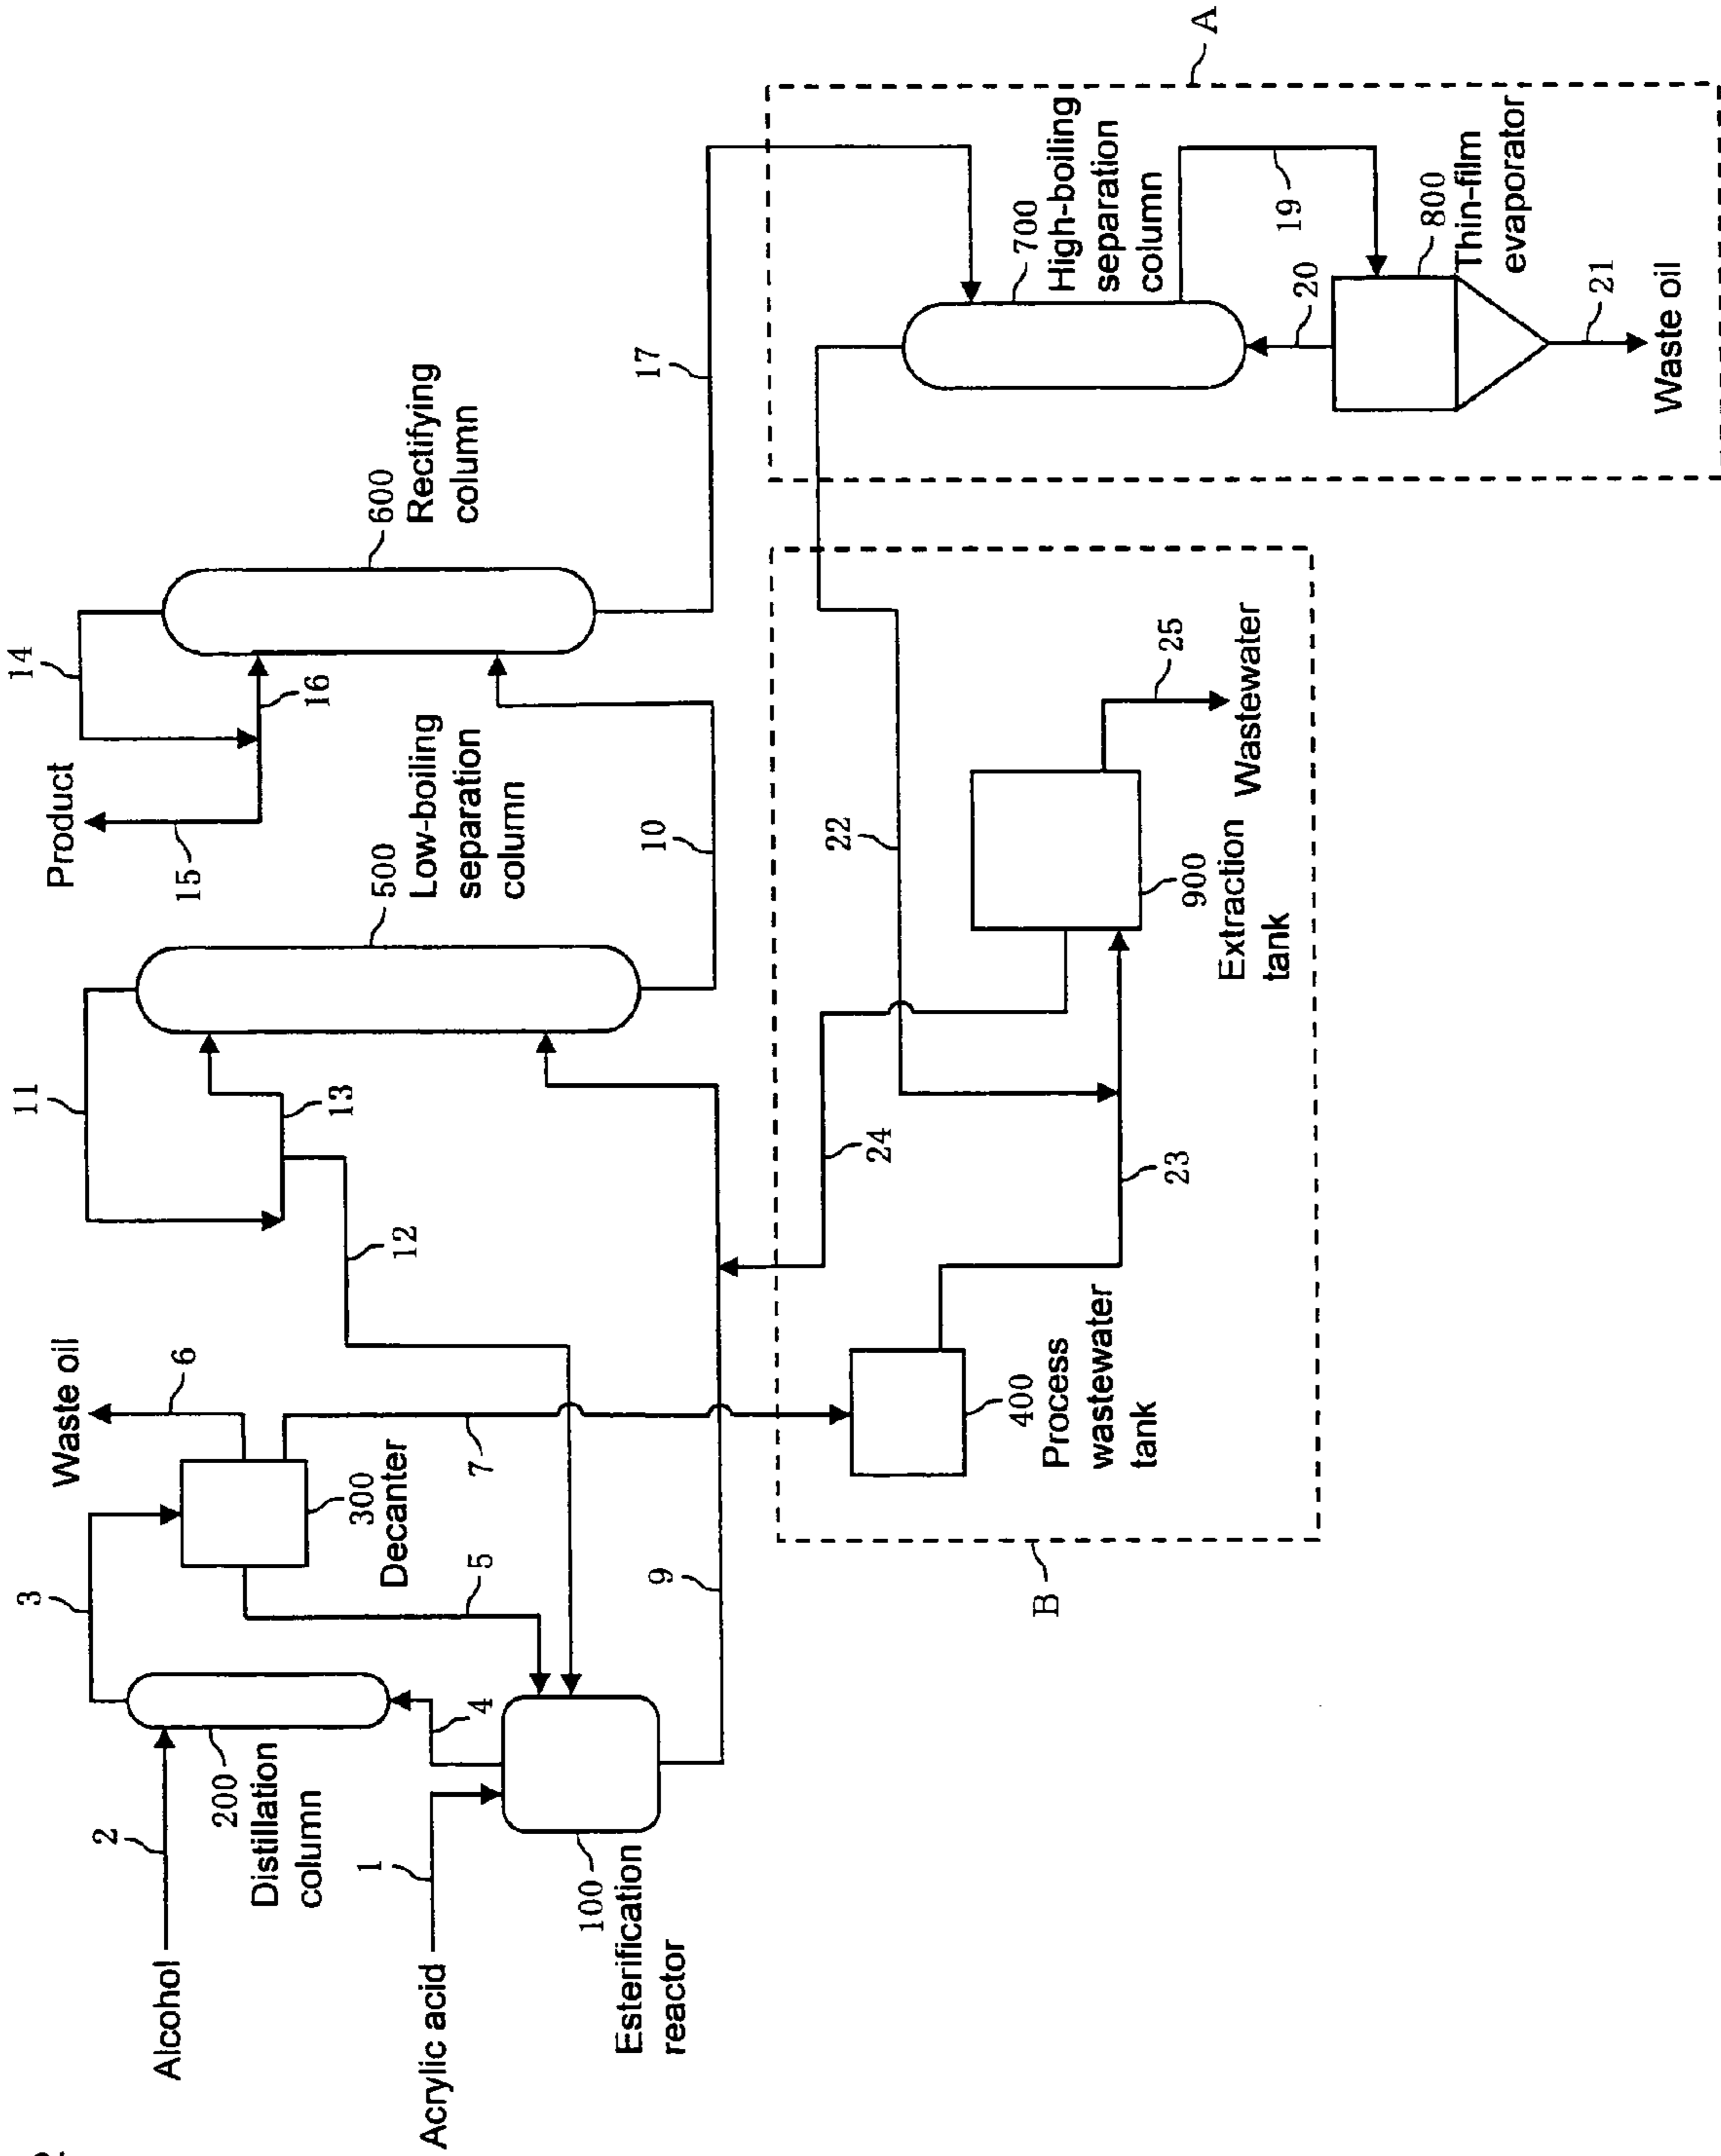 Alcohol
2
200
Distillation
column
3
Waste oil
6
300
Decanter
7
5
4
Acrylic acid
1
100
Esterification
reactor
9
11
13
12
500
Low-boiling
separation
column
10
Product
15
14
16
600
Rectifying
column
17
A
700
High-boiling
separation
column
19
20
800
Thin-film
evaporator
21
Waste oil
22
24
23
400
Process
wastewater
tank
900
Extraction
tank
25
Wastewater
B